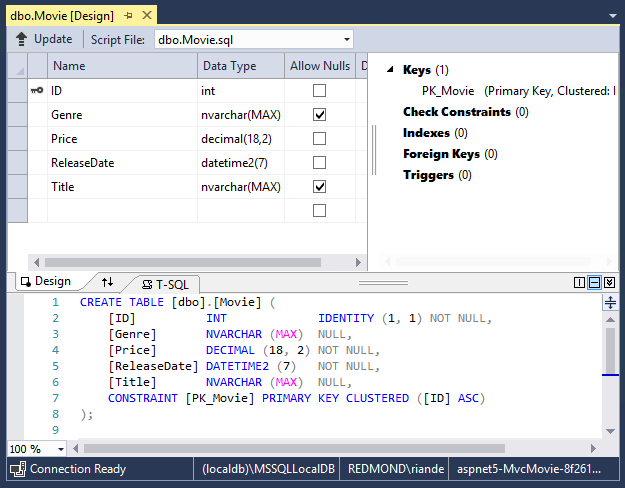 dbo.Movie [Design]
Update Script File: dbo.Movie.sql
Name Data Type Allow Nulls D
ID int
Genre nvarchar(MAX)
Price decimal(18,2)
ReleaseDate datetime2(7)
Title nvarchar(MAX)
Keys (1)
PK_Movie (Primary Key, Clustered: I
Check Constraints (0)
Indexes (0)
Foreign Keys (0)
Triggers (0)
Design T-SQL
1 CREATE TABLE [dbo].[Movie] (
2 [ID] INT IDENTITY (1, 1) NOT NULL,
3 [Genre] NVARCHAR (MAX) NULL,
4 [Price] DECIMAL (18, 2) NOT NULL,
5 [ReleaseDate] DATETIME2 (7) NOT NULL,
6 [Title] NVARCHAR (MAX) NULL,
7 CONSTRAINT [PK_Movie] PRIMARY KEY CLUSTERED ([ID] ASC)
8 );
9
100 %
Connection Ready (localdb)\MSSQLLocalDB REDMOND\riande aspnet5-MvcMovie-8f261...